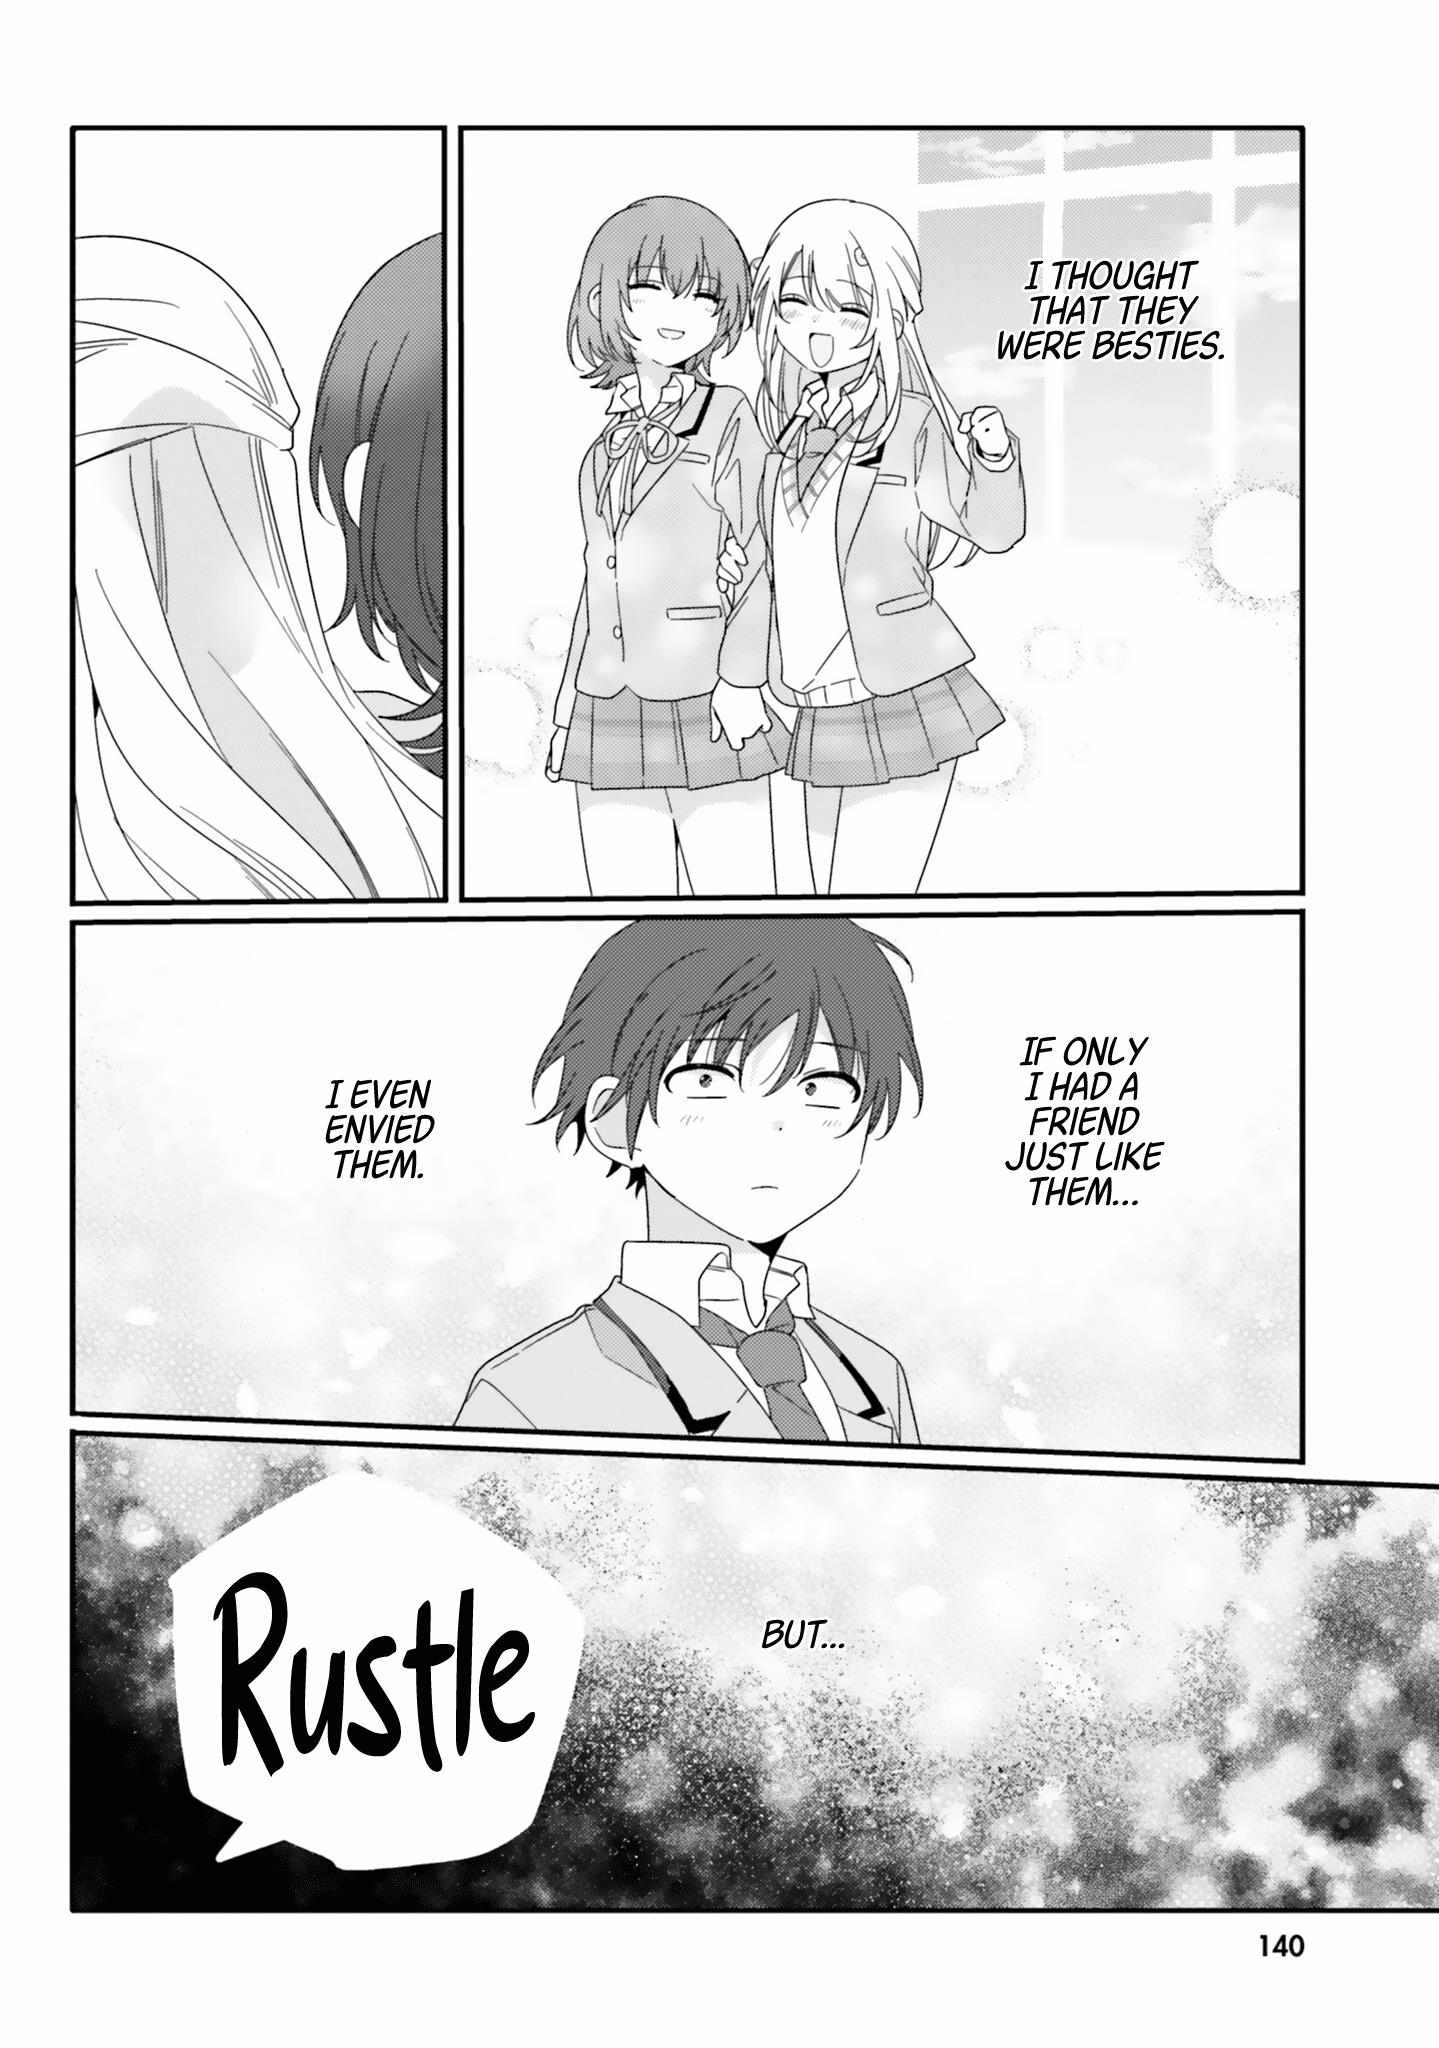 I THOUGHT
THAT THEY
WERE BESTIES.
IF ONLY
I HAD A
FRIEND
JUST LIKE
THEM...
I EVEN
ENVIED
THEM.
BUT...
Rustle
140